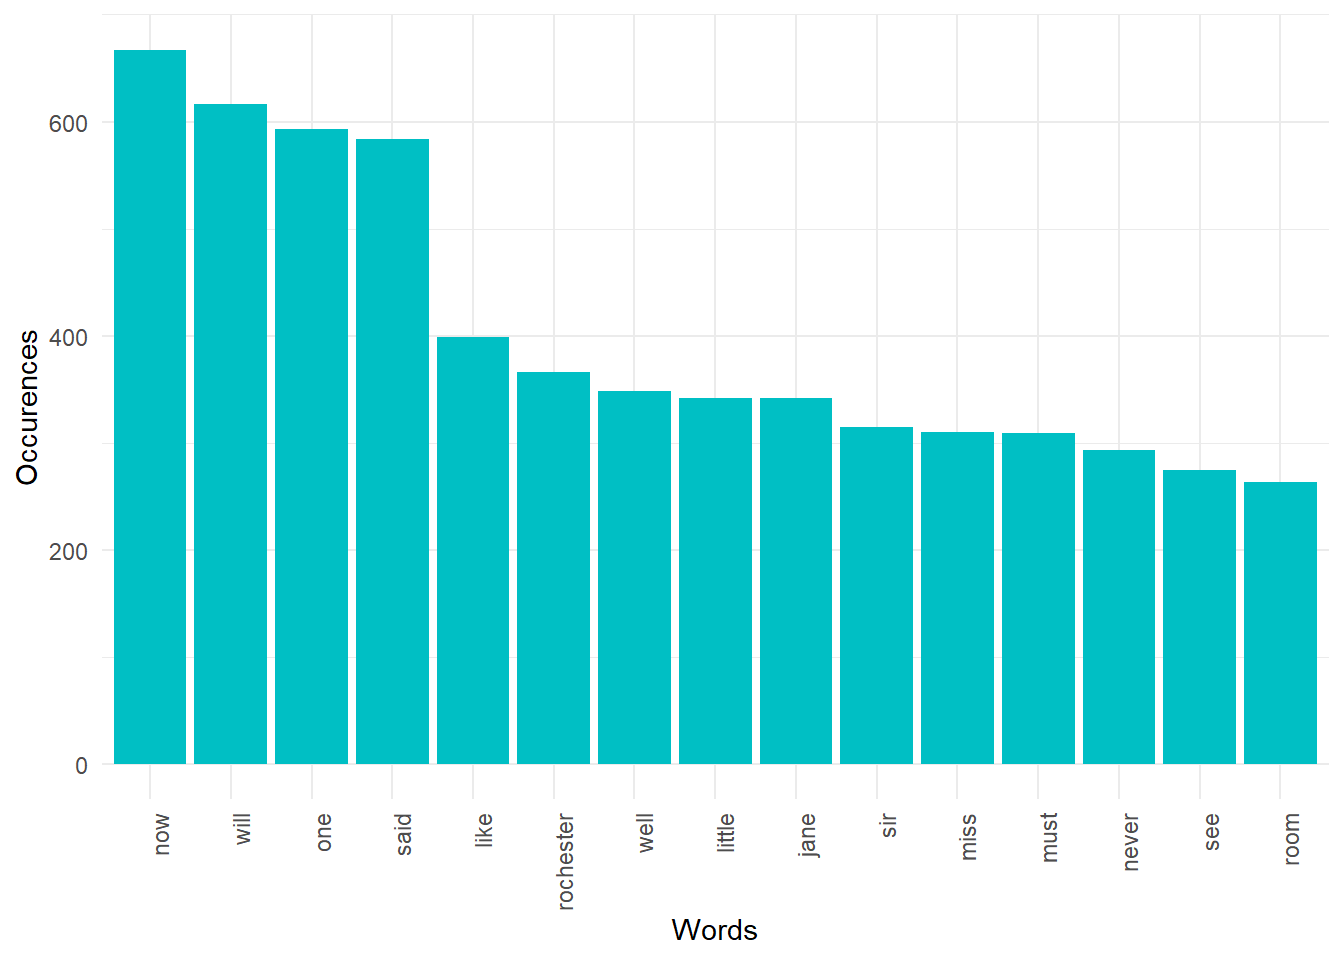 Occurences
600
400
200
0
now
will
one
said
like
rochester
well
little
jane
sir
miss
must
never
see
room
Words